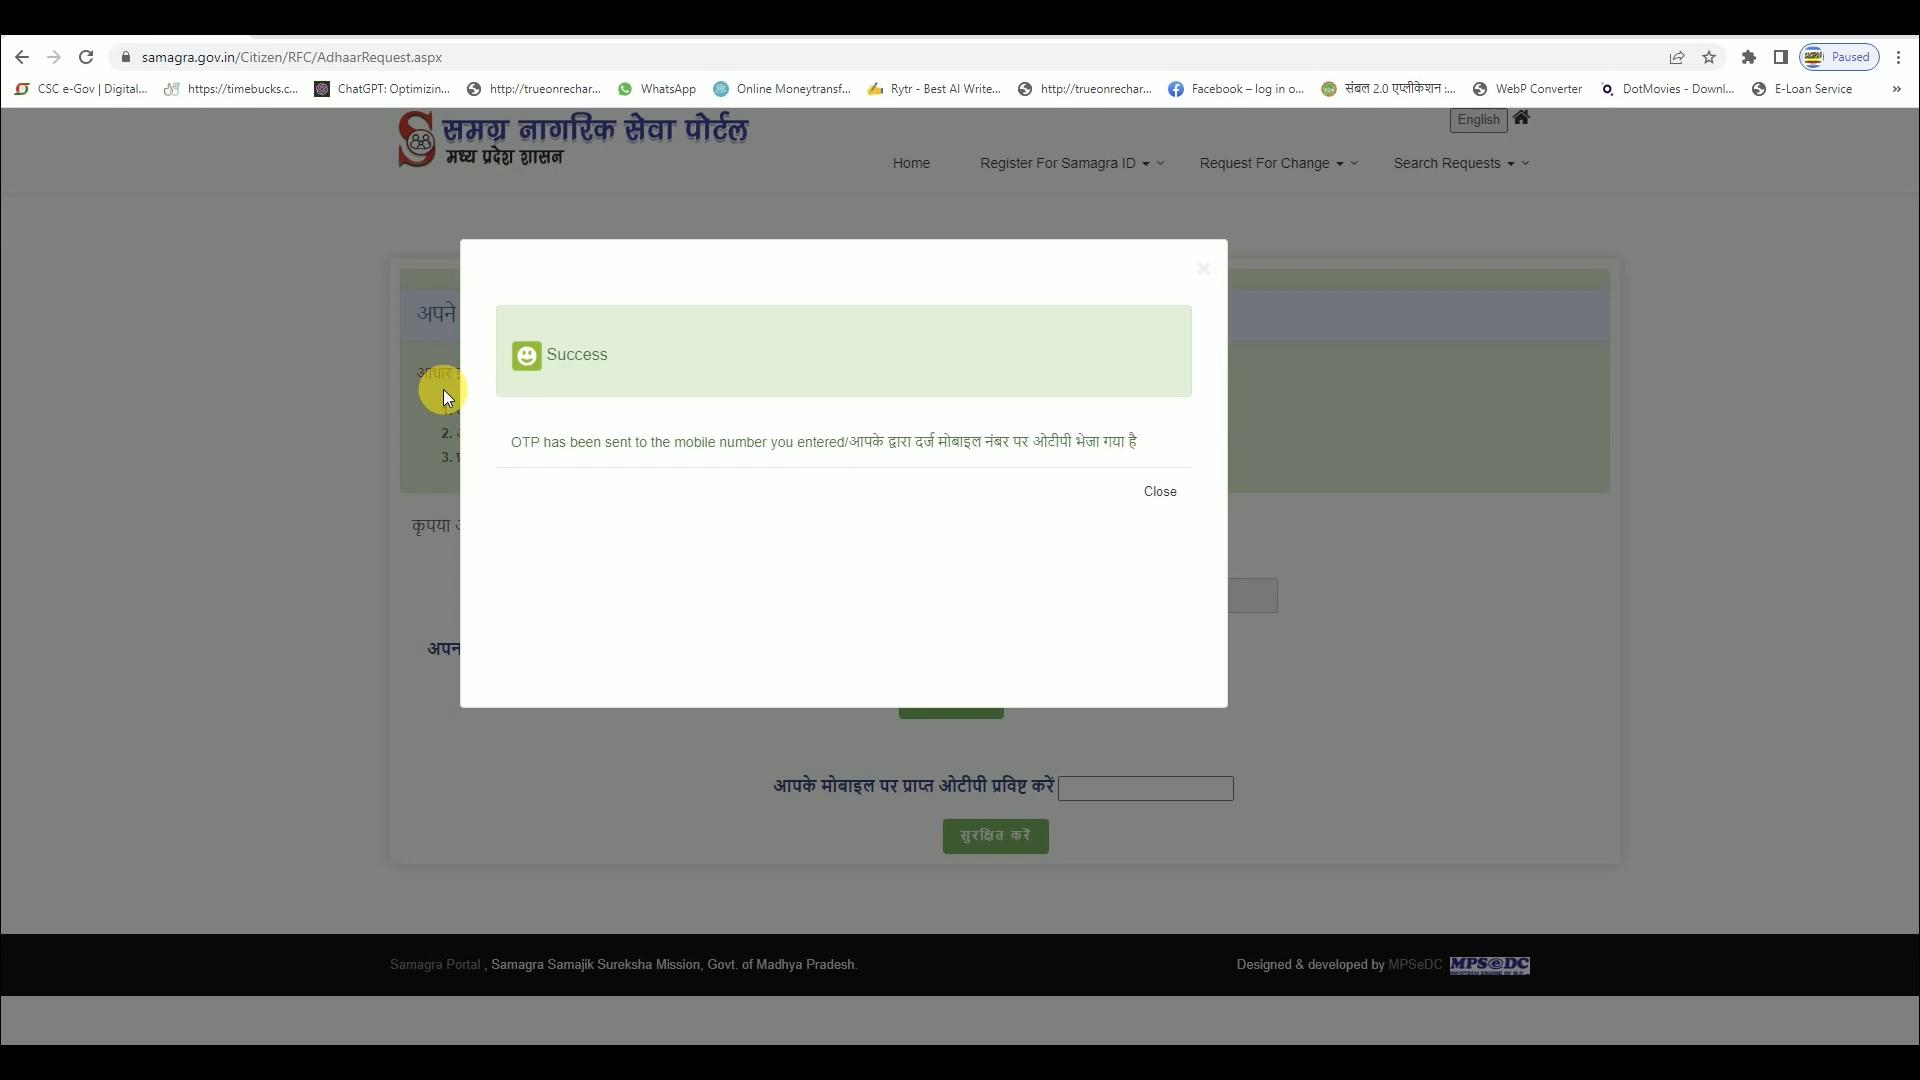 samagra.gov.in/Citizen/RFC/AdhaarRequest.aspx
Paused
CSC e-Gov | Digital... https://timebucks.c... ChatGPT: Optimizin... http://trueonrechar... WhatsApp Online Moneytransf... Rytr - Best AI Write... http://trueonrechar... Facebook – log in o... संबल 2.0 एप्लीकेशन :... WebP Converter DotMovies - Downl... E-Loan Service »
समग्र नागरिक सेवा पोर्टल
मध्य प्रदेश शासन
English
Home Register For Samagra ID Request For Change Search Requests
अपने
आधार
Success
2.
3.
OTP has been sent to the mobile number you entered/आपके द्वारा दर्ज मोबाइल नंबर पर ओटीपी भेजा गया है
Close
कृपया
आपके मोबाइल पर प्राप्त ओटीपी प्रविष्ट करें
सुरक्षित करें
Samagra Portal , Samagra Samajik Sureksha Mission, Govt. of Madhya Pradesh.
Designed & developed by MPSeDC MPS@DC